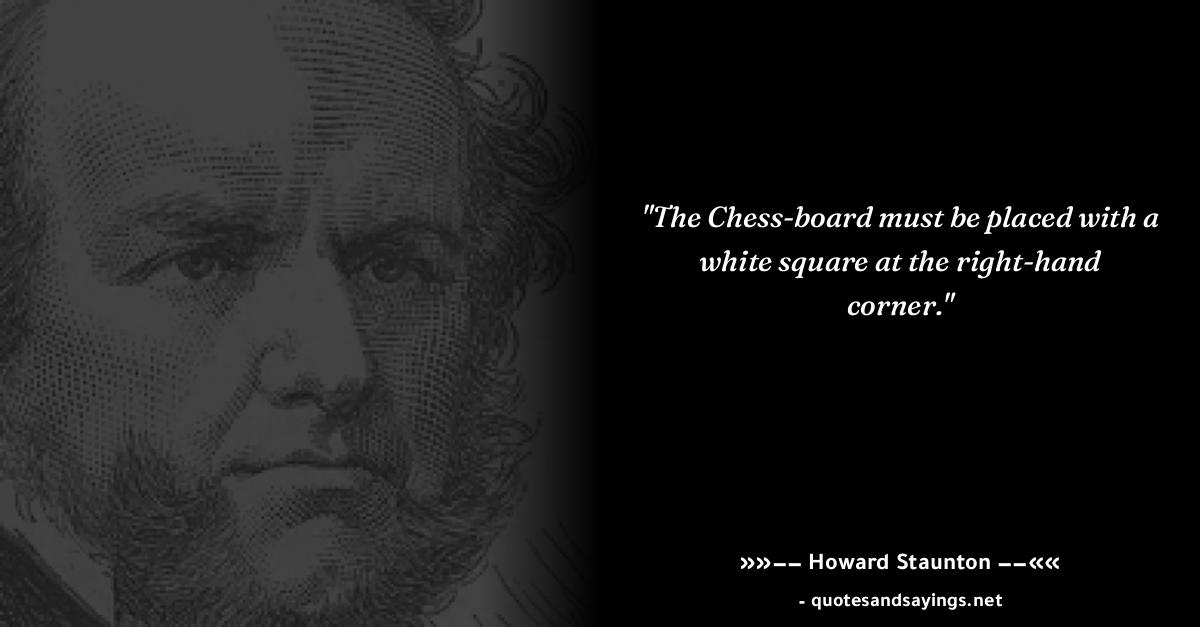 "The Chess-board must be placed with a
white square at the right-hand
corner."
»»−− Howard Staunton −−««
- quotesandsayings.net